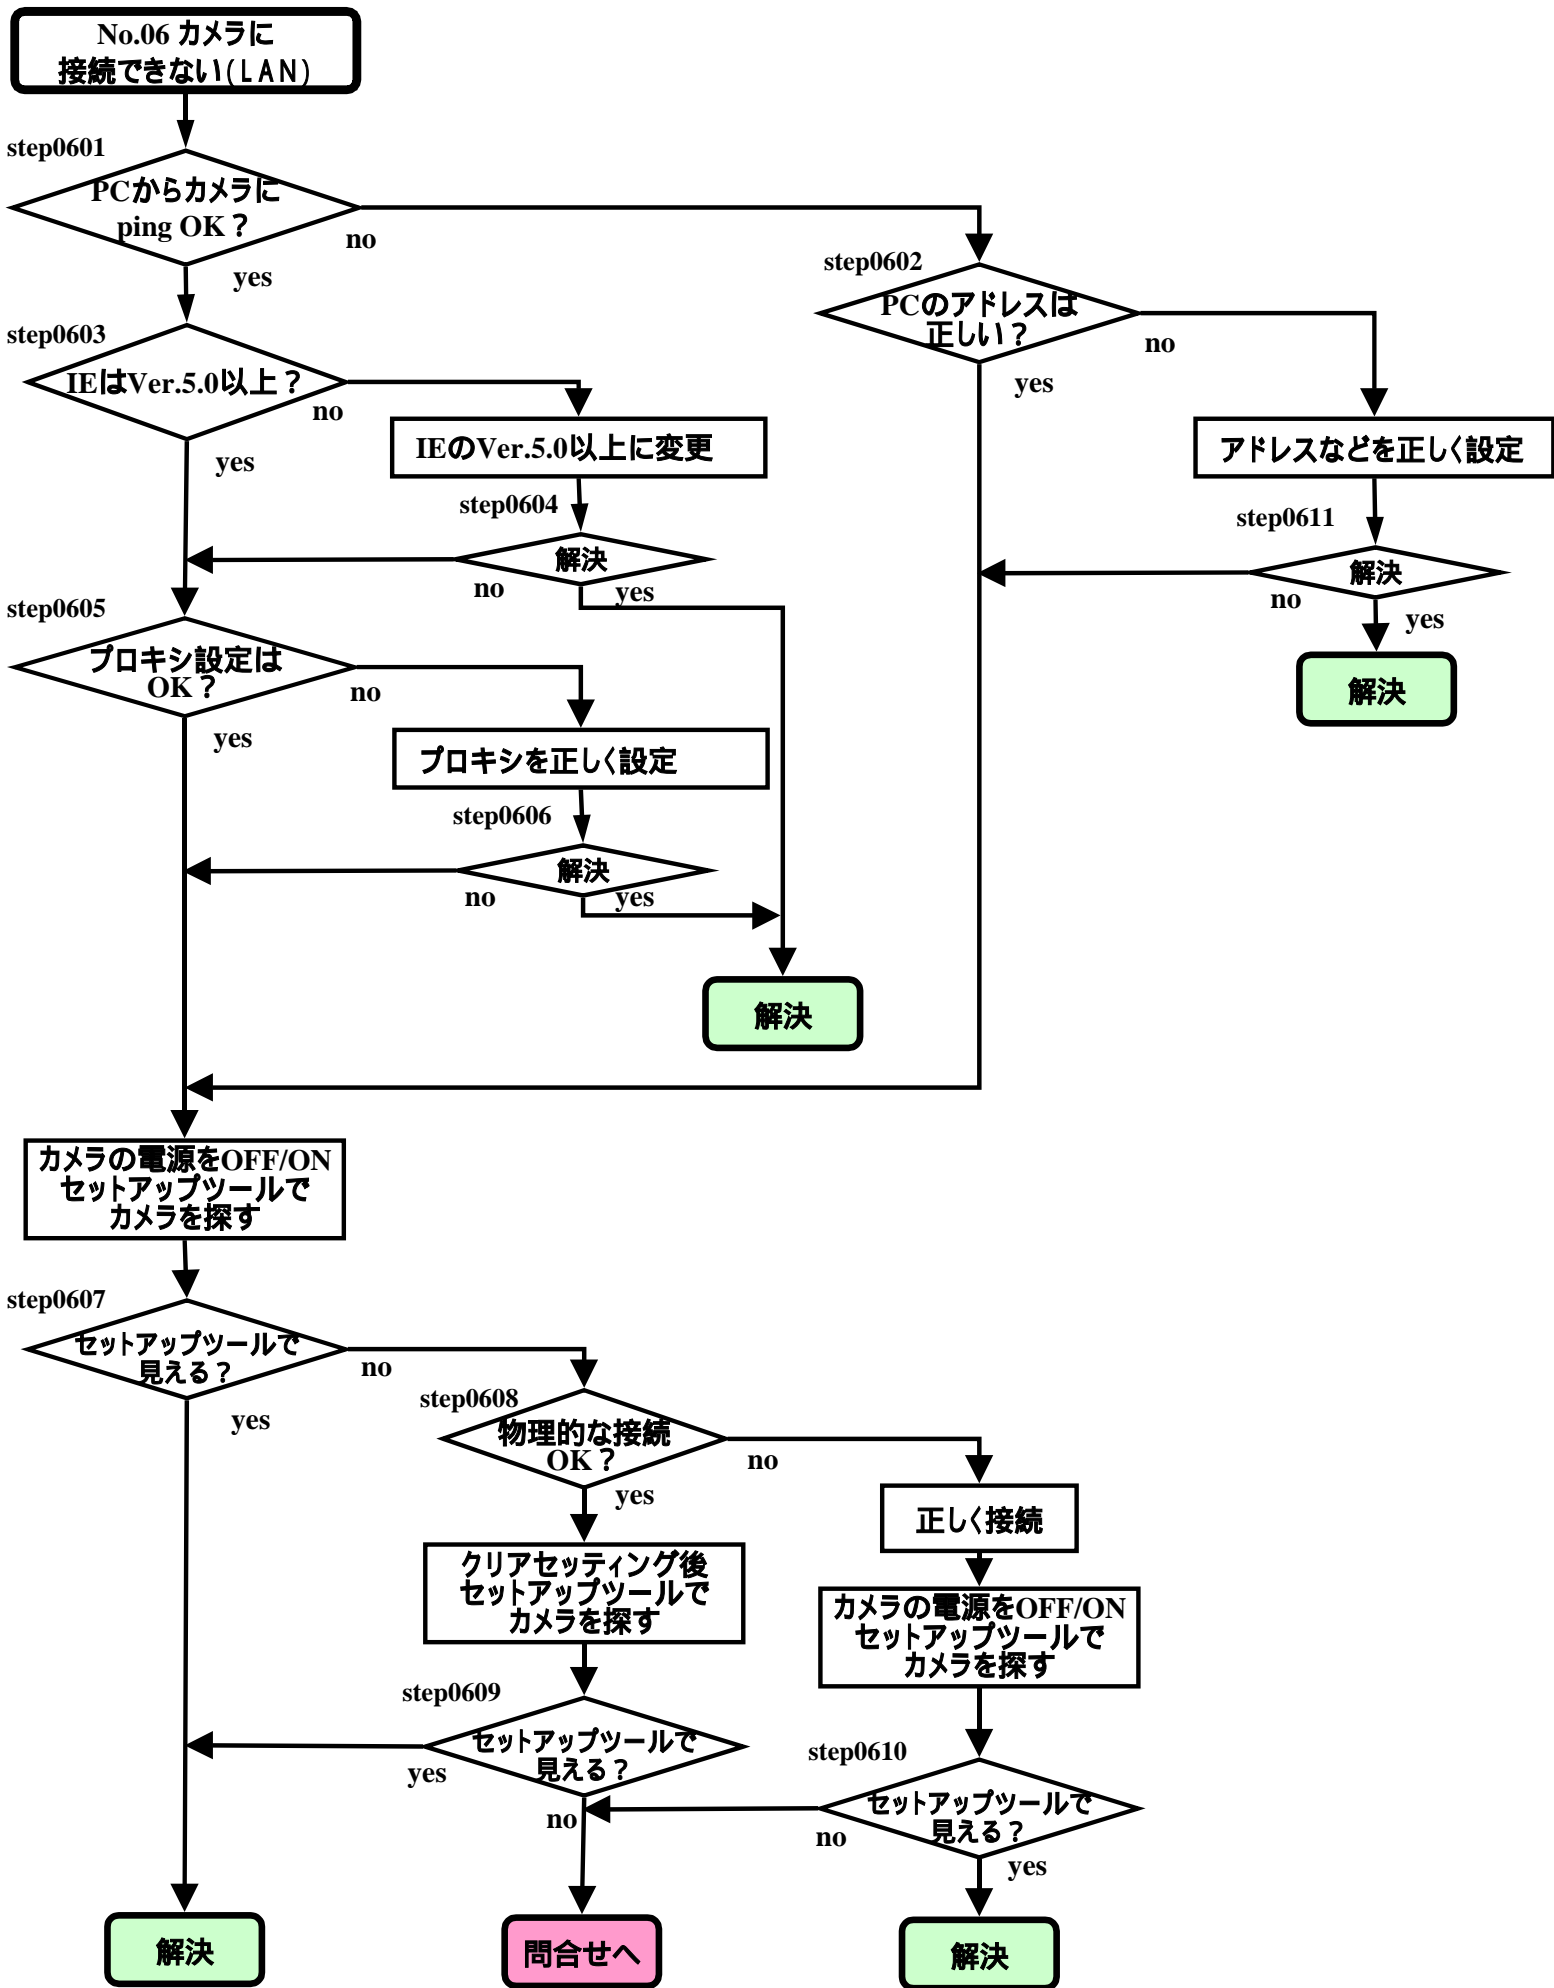 No.06 カメラに
接続できない(LAN)
step0601
PCからカメラに
ping OK？
no
yes
step0602
PCのアドレスは
正しい？
no
yes
step0603
IEはVer.5.0以上？
no
yes
IEのVer.5.0以上に変更
アドレスなどを正しく設定
step0604
解決
no
yes
step0611
解決
no
yes
解決
step0605
プロキシ設定は
OK？
no
yes
プロキシを正しく設定
step0606
解決
no
yes
解決
カメラの電源をOFF/ON
セットアップツールで
カメラを探す
step0607
セットアップツールで
見える？
no
yes
step0608
物理的な接続
OK？
no
yes
正しく接続
クリアセッティング後
セットアップツールで
カメラを探す
カメラの電源をOFF/ON
セットアップツールで
カメラを探す
step0609
セットアップツールで
見える？
yes
no
step0610
セットアップツールで
見える？
no
yes
解決
問合せへ
解決